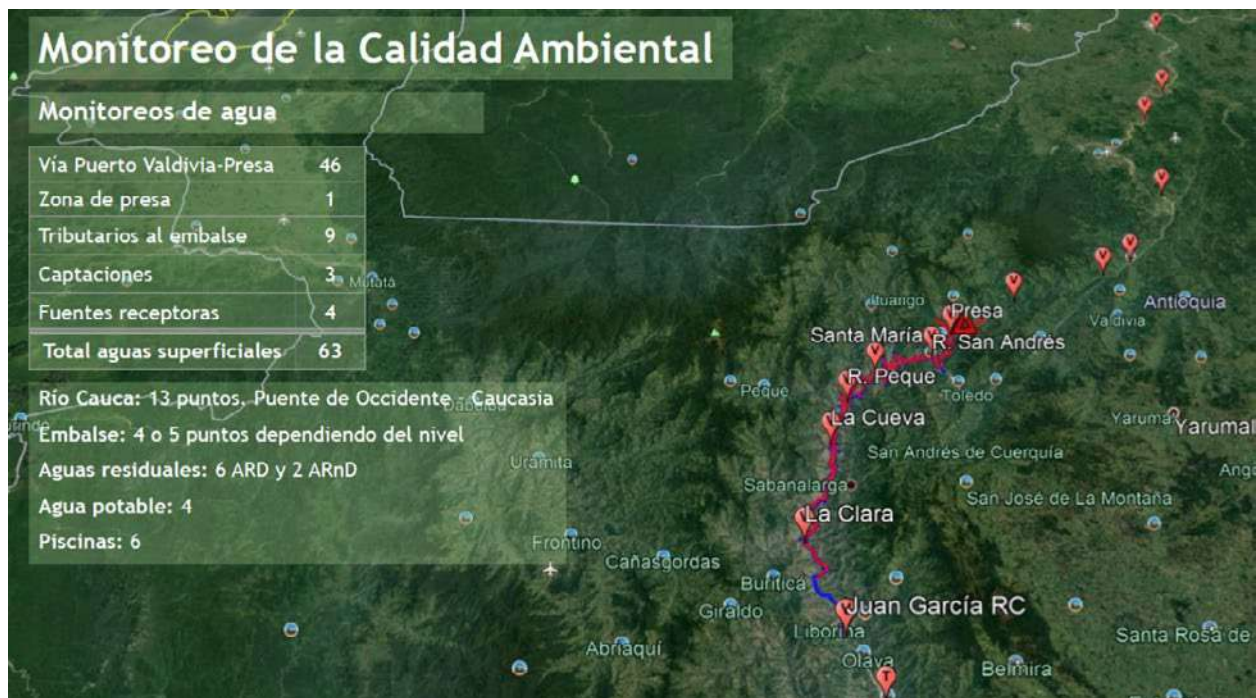 Monitoreo de la Calidad Ambiental
Monitoreos de agua
Vía Puerto Valdivia-Presa 46
Zona de presa 1
Tributarios al embalse 9
Captaciones 3
Fuentes receptoras 4
Total aguas superficiales 63
Río Cauca: 13 puntos. Puente de Occidente - Caucasia
Embalse: 4 o 5 puntos dependiendo del nivel
Aguas residuales: 6 ARD y 2 ARnD
Agua potable: 4
Piscinas: 6
Mutatá
Dabeiba
Uramita
Frontino
Cañasgordas
Abriaquí
Giraldo
Buriticá
Liborina
Olaya
Belmira
Santa Rosa de
Juan García RC
La Clara
Sabanalarga
San José de La Montaña
San Andrés de Cuerquía
La Cueva
Peque
R. Peque
Toledo
Yarumal
Yarumal
Santa María
R. San Andrés
Presa
Ituango
Valdivia
Antioquia
V
T